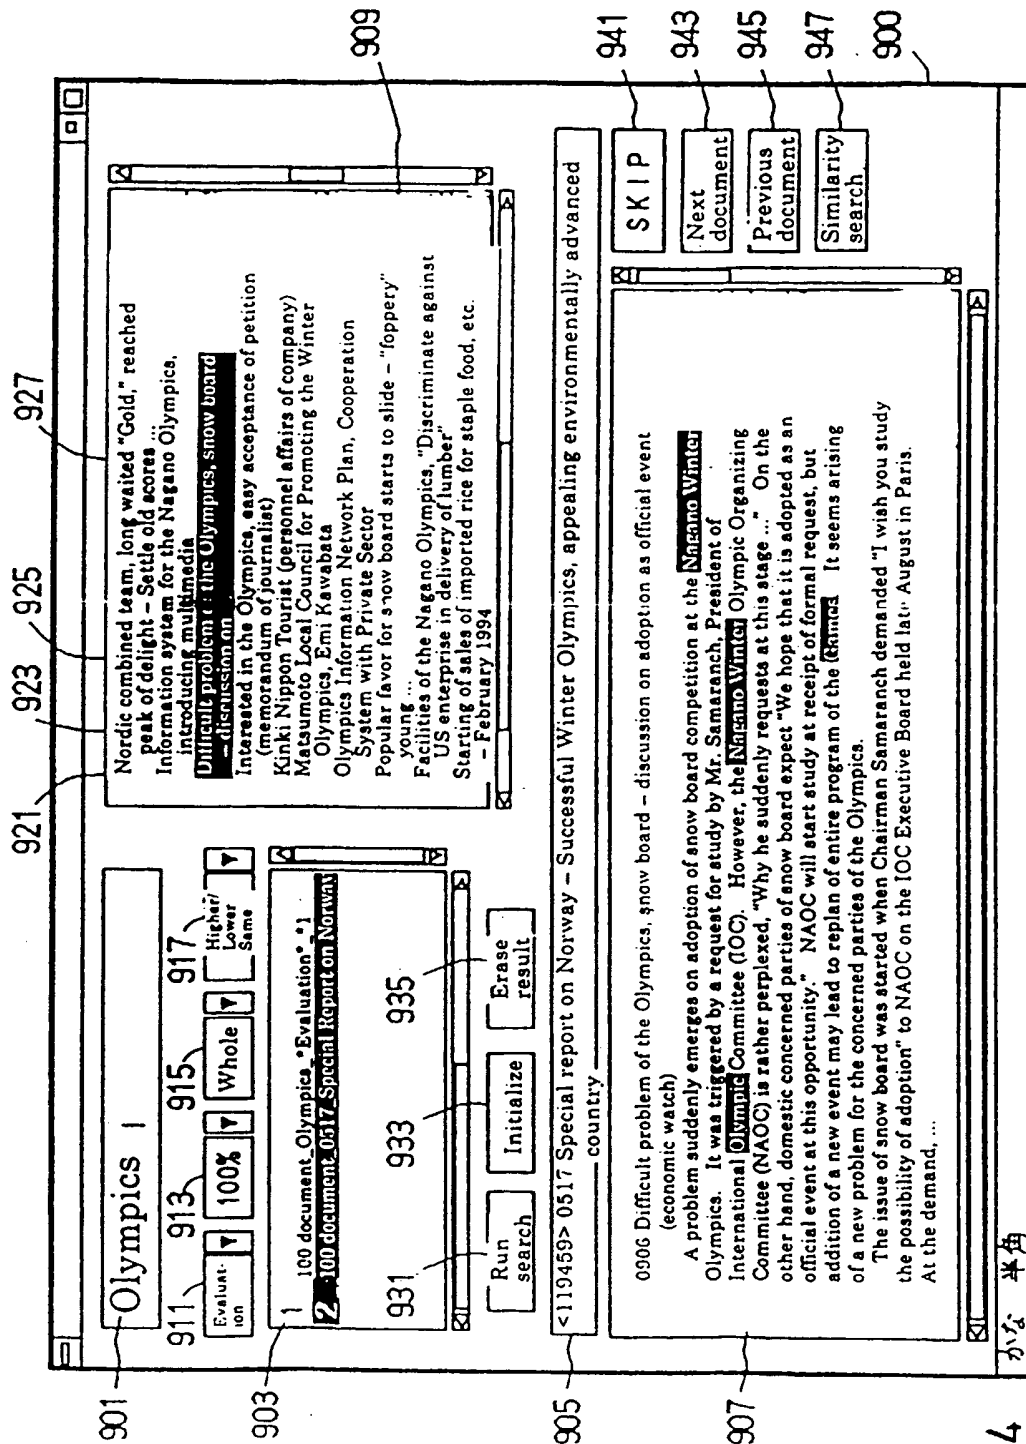 901
Olympics
911
Evaluat-
ion
913
100%
915
Whole
917
Higher/
Lower
Same
903
1 100 document_Olympics_"Evaluation"_"1
2 100 document_0517_Special Report on Norway
931
Run
search
933
Initialize
935
Erase
result
921
923
925
927
909
Nordic combined team, long waited "Gold," reached
peak of delight – Settle old scores ...
Information system for the Nagano Olympics,
introducing multimedia
Difficult problem of the Olympics, snow board
– discussion on
Interested in the Olympics, easy acceptance of petition
(memorandum of journalist)
Kinki Nippon Tourist (personnel affairs of company)
Matsumoto Local Council for Promoting the Winter
Olympics, Emi Kawabata
Olympics Information Network Plan, Cooperation
System with Private Sector
Popular favor for snow board starts to slide – "foppery"
young ...
Facilities of the Nagano Olympics, "Discriminate against
US enterprise in delivery of lumber"
Starting of sales of imported rice for staple food, etc.
– February 1994
905
<119459> 0517 Special report on Norway – Successful Winter Olympics, appealing environmentally advanced
country
907
0906 Difficult problem of the Olympics, snow board – discussion on adoption as official event
(economic watch)
A problem suddenly emerges on adoption of snow board competition at the Nagano Winter
Olympics. It was triggered by a request for study by Mr. Samaranch, President of
International Olympic Committee (IOC). However, the Nagano Winter Olympic Organizing
Committee (NAOC) is rather perplexed, "Why he suddenly requests at this stage ..." On the
other hand, domestic concerned parties of snow board expect "We hope that it is adopted as an
official event at this opportunity." NAOC will start study at receipt of formal request, but
addition of a new event may lead to replan of entire program of the It seems arising
of a new problem for the concerned parties of the Olympics.
The issue of snow board was started when Chairman Samaranch demanded "I wish you study
the possibility of adoption" to NAOC on the IOC Executive Board held late August in Paris.
At the demand, ...
SKIP
941
Next
document
943
Previous
document
945
Similarity
search
947
900
かな 半角
4